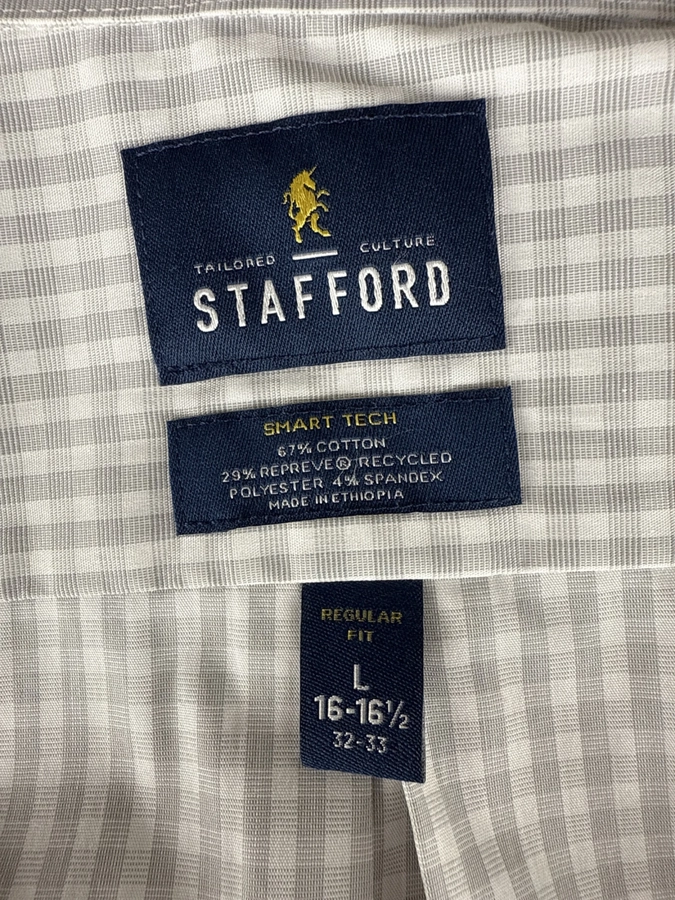 TAILORED CULTURE
STAFFORD
SMART TECH
67% COTTON
29% REPREVE® RECYCLED
POLYESTER 4% SPANDEX
MADE IN ETHIOPIA
REGULAR
FIT
L
16-16½
32-33